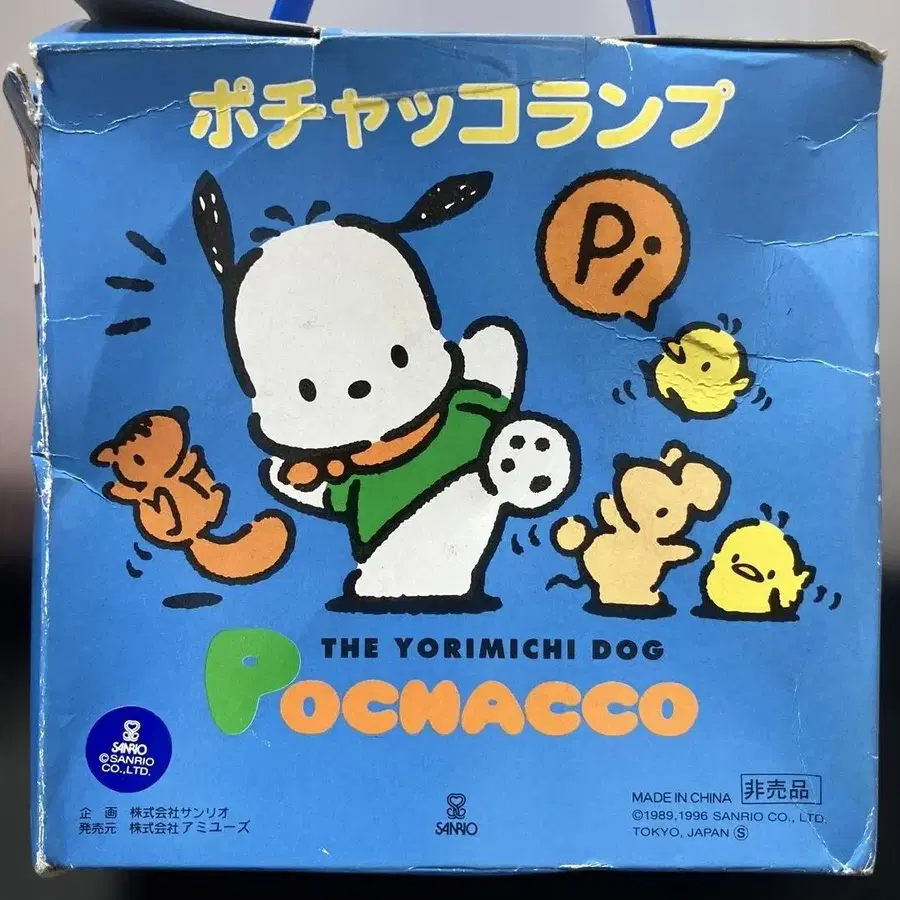 ポチャッコランプ
Pi
THE YORIMICHI DOG
POCHACCO
SANRIO
©SANRIO
CO.,LTD.
企 画 株式会社サンリオ
発売元 株式会社アミューズ
SANRIO
MADE IN CHINA 非売品
©1989,1996 SANRIO CO., LTD.
TOKYO, JAPAN Ⓢ